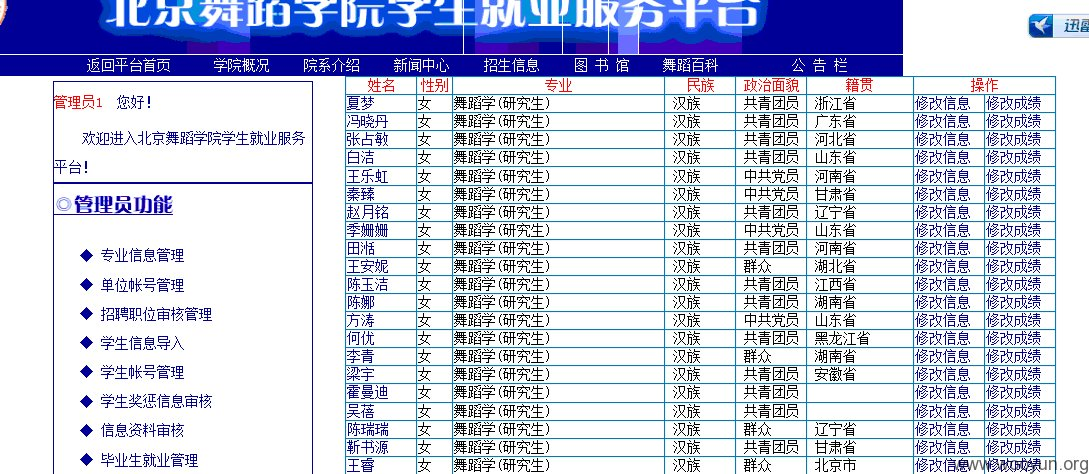 北京舞蹈学院学生就业服务平台
迅雷
返回平台首页 学院概况 院系介绍 新闻中心 招生信息 图 书 馆 舞蹈百科 公 告 栏
管理员1 您好!
欢迎进入北京舞蹈学院学生就业服务
平台!
◎管理员功能
◆ 专业信息管理
◆ 单位帐号管理
◆ 招聘职位审核管理
◆ 学生信息导入
◆ 学生帐号管理
◆ 学生奖惩信息审核
◆ 信息资料审核
◆ 毕业生就业管理
姓名 性别 专业 民族 政治面貌 籍贯 操作
夏梦 女 舞蹈学(研究生) 汉族 共青团员 浙江省 修改信息 修改成绩
冯晓丹 女 舞蹈学(研究生) 汉族 共青团员 广东省 修改信息 修改成绩
张占敏 女 舞蹈学(研究生) 汉族 共青团员 河北省 修改信息 修改成绩
白洁 女 舞蹈学(研究生) 汉族 共青团员 山东省 修改信息 修改成绩
王乐虹 女 舞蹈学(研究生) 汉族 中共党员 河南省 修改信息 修改成绩
秦臻 女 舞蹈学(研究生) 汉族 共青团员 甘肃省 修改信息 修改成绩
赵月铭 女 舞蹈学(研究生) 汉族 共青团员 辽宁省 修改信息 修改成绩
季姗姗 女 舞蹈学(研究生) 汉族 中共党员 山东省 修改信息 修改成绩
田湉 女 舞蹈学(研究生) 汉族 共青团员 河南省 修改信息 修改成绩
王安妮 女 舞蹈学(研究生) 汉族 群众 湖北省 修改信息 修改成绩
陈玉洁 女 舞蹈学(研究生) 汉族 共青团员 江西省 修改信息 修改成绩
陈娜 女 舞蹈学(研究生) 汉族 共青团员 湖南省 修改信息 修改成绩
方涛 女 舞蹈学(研究生) 汉族 中共党员 山东省 修改信息 修改成绩
何优 女 舞蹈学(研究生) 汉族 共青团员 黑龙江省 修改信息 修改成绩
李青 女 舞蹈学(研究生) 汉族 群众 湖南省 修改信息 修改成绩
梁宇 女 舞蹈学(研究生) 汉族 共青团员 安徽省 修改信息 修改成绩
霍曼迪 女 舞蹈学(研究生) 汉族 共青团员 修改信息 修改成绩
吴蓓 女 舞蹈学(研究生) 汉族 共青团员 修改信息 修改成绩
陈瑞瑞 女 舞蹈学(研究生) 汉族 群众 辽宁省 修改信息 修改成绩
靳书源 女 舞蹈学(研究生) 汉族 共青团员 甘肃省 修改信息 修改成绩
王睿 女 舞蹈学(研究生) 汉族 群众 北京市 修改信息 修改成绩
www.wooyun.org